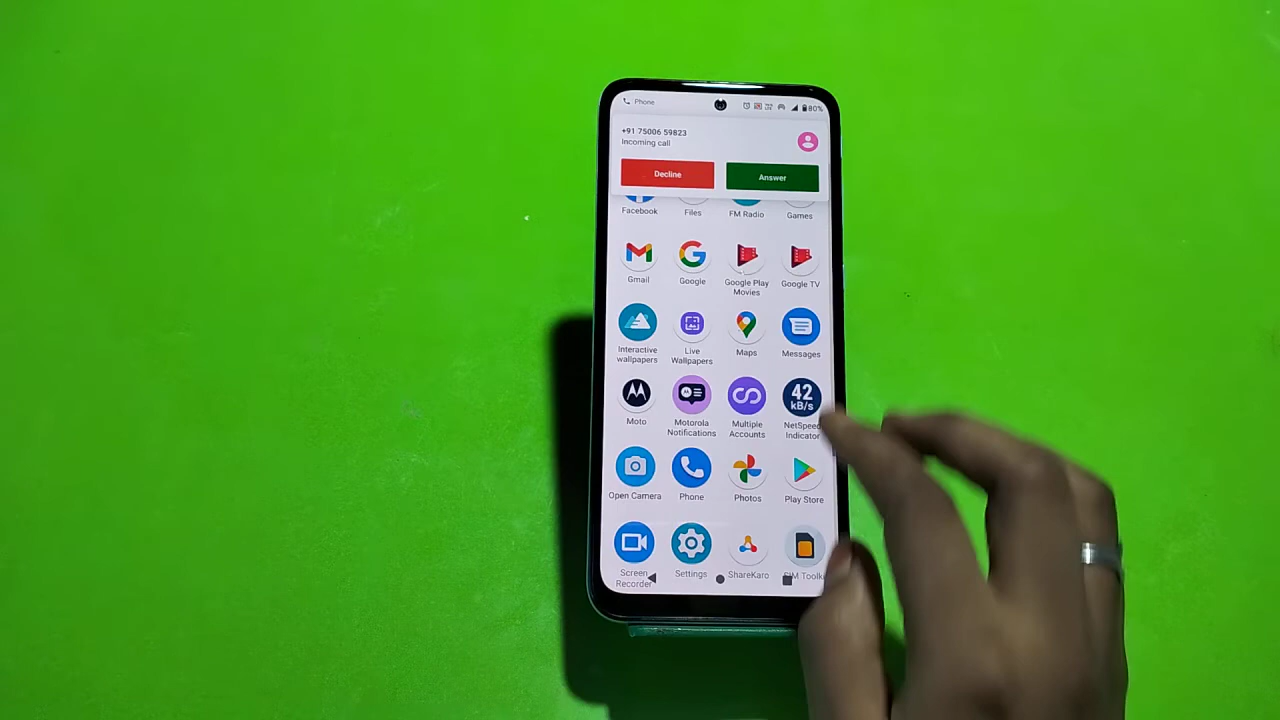 Phone 80%
+91 75006 59823
Incoming call
Decline Answer
Facebook Files FM Radio Games
Gmail Google Google Play Movies Google TV
Interactive wallpapers Live Wallpapers Maps Messages
42 kB/s
Moto Motorola Notifications Multiple Accounts NetSpeed Indicator
Open Camera Phone Photos Play Store
Screen Recorder Settings ShareKaro SIM Toolki